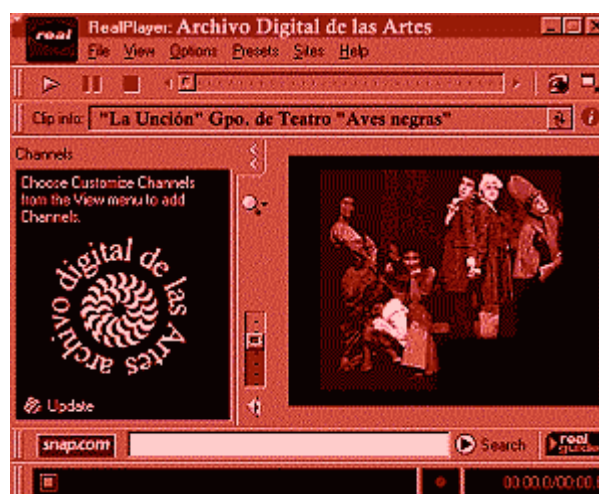 real RealPlayer: Archivo Digital de las Artes
File View Options Presets Sites Help
Clip info: "La Unción" Gpo. de Teatro "Aves negras"
Channels
Choose Customize Channels
from the View menu to add
Channels.
archivo digital de las Artes
Update
snap.com Search real guide
00:00.0/00:00.